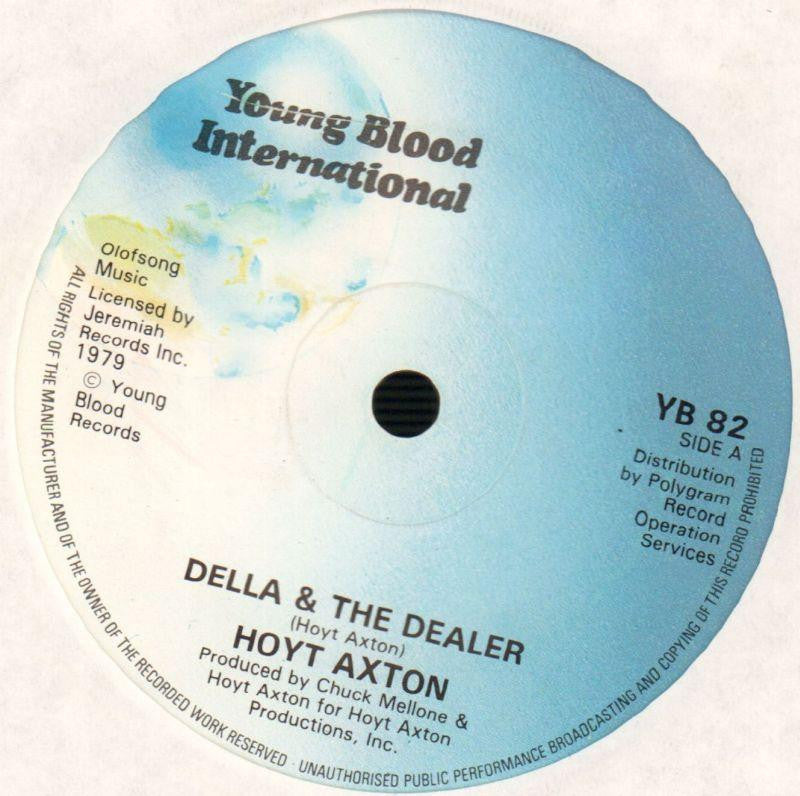 Young Blood
International
Olofsong
Music
Licensed by
Jeremiah
Records Inc.
1979
© Young
Blood
Records
YB 82
SIDE A
Distribution
by Polygram
Record
Operation
Services
DELLA & THE DEALER
(Hoyt Axton)
HOYT AXTON
Produced by Chuck Mellone &
Hoyt Axton for Hoyt Axton
Productions, Inc.
ALL RIGHTS OF THE MANUFACTURER AND OF THE OWNER OF THE RECORDED WORK RESERVED · UNAUTHORISED PUBLIC PERFORMANCE BROADCASTING AND COPYING OF THIS RECORD PROHIBITED